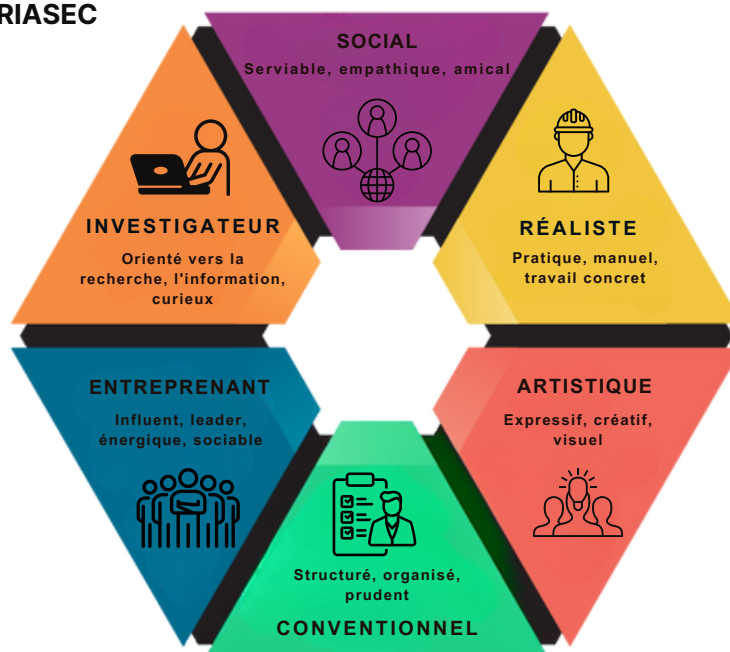 RIASEC
SOCIAL
Serviable, empathique, amical
INVESTIGATEUR
Orienté vers la
recherche, l'information,
curieux
RÉALISTE
Pratique, manuel,
travail concret
ENTREPRENANT
Influent, leader,
énergique, sociable
ARTISTIQUE
Expressif, créatif,
visuel
Structuré, organisé,
prudent
CONVENTIONNEL